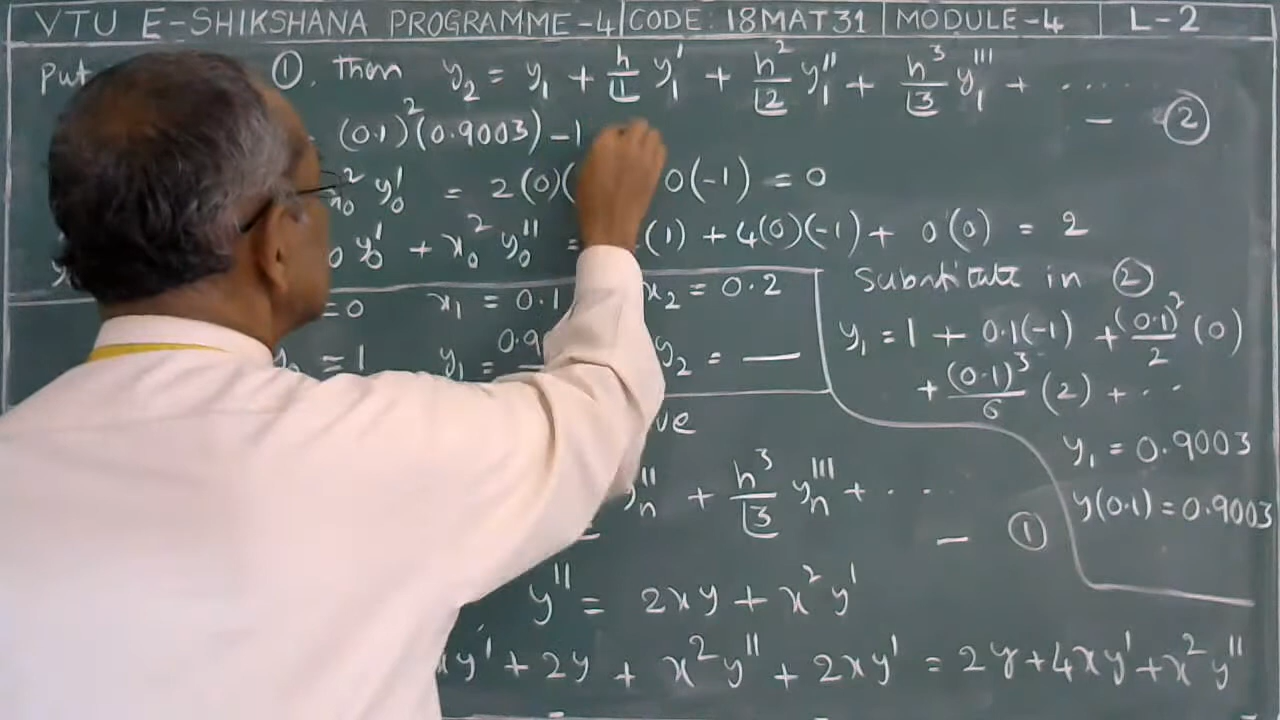 VTU E-SHIKSHANA PROGRAMME-4 | CODE: 18MAT31 | MODULE-4 | L-2
Put ①, Then y₂ = y₁ + h/⌊1 y₁' + h²/⌊2 y₁'' + h³/⌊3 y₁''' + ..... — ②
(0.1)²(0.9003) - 1
y₀' = 2(0)( 0(-1) = 0
y₀' + x₀² y₀'' = (1) + 4(0)(-1) + 0(0) = 2
=0 x₁ = 0.1 x₂ = 0.2
=1 y₁ = 0.9 y₂ = —
Substitute in ②
y₁ = 1 + 0.1(-1) + (0.1)²/2 (0)
+ (0.1)³/6 (2) + ...
y₁ = 0.9003
y(0.1) = 0.9003
yₙ'' + h³/⌊3 yₙ''' + ... — ①
y'' = 2xy + x²y'
y' + 2y + x²y'' + 2xy' = 2y + 4xy' + x²y''